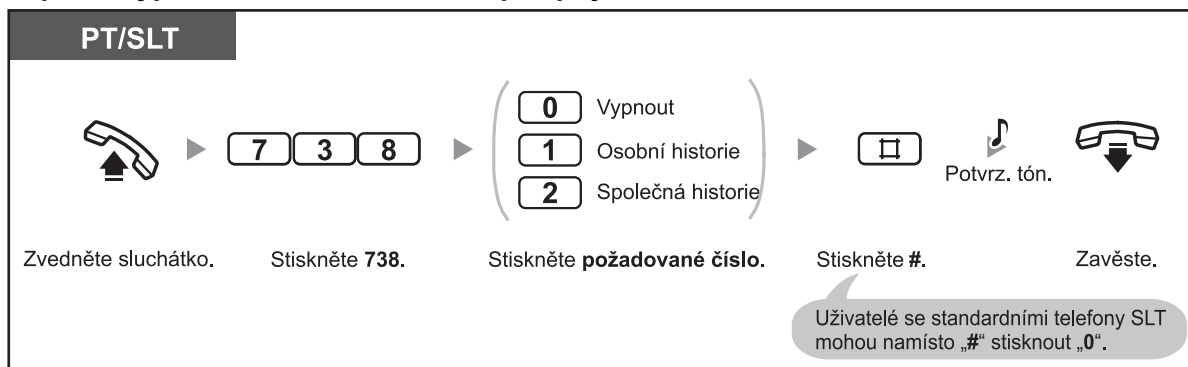 PT/SLT
7 3 8
0 Vypnout
1 Osobní historie
2 Společná historie
Potvrz. tón.
Zvedněte sluchátko.
Stiskněte 738.
Stiskněte požadované číslo.
Stiskněte #.
Zavěste.
Uživatelé se standardními telefony SLT
mohou namísto „#“ stisknout „0“.